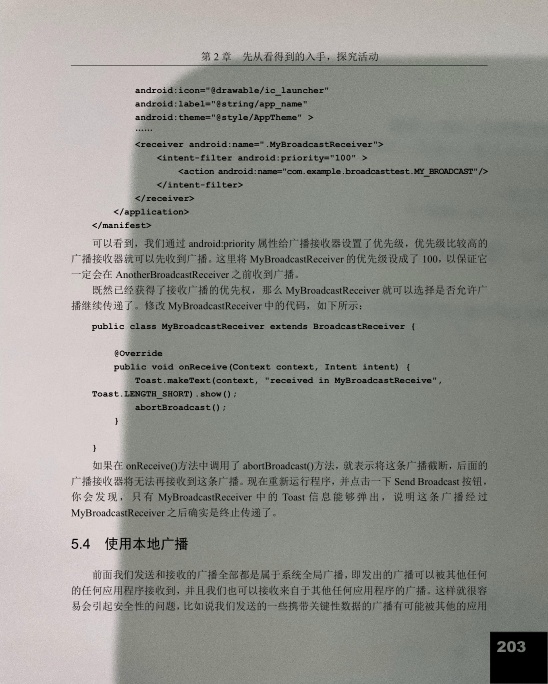 第 2 章 先从看得到的入手，探究活动
android:icon="@drawable/ic_launcher"
android:label="@string/app_name"
android:theme="@style/AppTheme" >
……
<receiver android:name=".MyBroadcastReceiver">
<intent-filter android:priority="100" >
<action android:name="com.example.broadcasttest.MY_BROADCAST"/>
</intent-filter>
</receiver>
</application>
</manifest>
可以看到，我们通过 android:priority 属性给广播接收器设置了优先级，优先级比较高的
广播接收器就可以先收到广播。这里将 MyBroadcastReceiver 的优先级设成了 100，以保证它
一定会在 AnotherBroadcastReceiver 之前收到广播。
既然已经获得了接收广播的优先权，那么 MyBroadcastReceiver 就可以选择是否允许广
播继续传递了。修改 MyBroadcastReceiver 中的代码，如下所示：
public class MyBroadcastReceiver extends BroadcastReceiver {
@Override
public void onReceive(Context context, Intent intent) {
Toast.makeText(context, "received in MyBroadcastReceive",
Toast.LENGTH_SHORT).show();
abortBroadcast();
}
}
如果在 onReceive()方法中调用了 abortBroadcast()方法，就表示将这条广播截断，后面的
广播接收器将无法再接收到这条广播。现在重新运行程序，并点击一下 Send Broadcast 按钮，
你会发现，只有 MyBroadcastReceiver 中的 Toast 信息能够弹出，说明这条广播经过
MyBroadcastReceiver 之后确实是终止传递了。
5.4 使用本地广播
前面我们发送和接收的广播全部都是属于系统全局广播，即发出的广播可以被其他任何
的任何应用程序接收到，并且我们也可以接收来自于其他任何应用程序的广播。这样就很容
易会引起安全性的问题，比如说我们发送的一些携带关键性数据的广播有可能被其他的应用
203